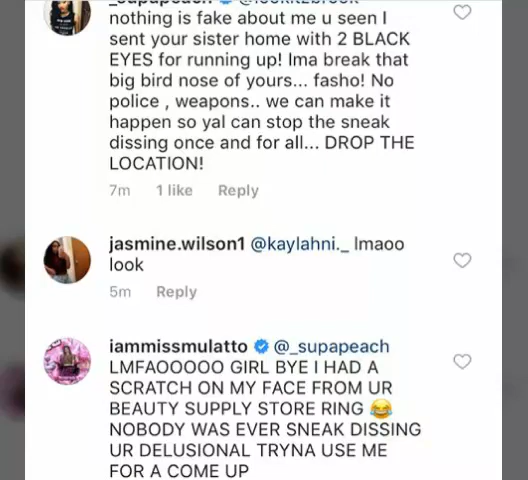 _supapeach
nothing is fake about me u seen I
sent your sister home with 2 BLACK
EYES for running up! Ima break that
big bird nose of yours... fasho! No
police , weapons.. we can make it
happen so yal can stop the sneak
dissing once and for all... DROP THE
LOCATION!
7m 1 like Reply
jasmine.wilson1 @kaylahni._ lmaoo
look
5m Reply
iammissmulatto @_supapeach
LMFAOOOOO GIRL BYE I HAD A
SCRATCH ON MY FACE FROM UR
BEAUTY SUPPLY STORE RING 😂
NOBODY WAS EVER SNEAK DISSING
UR DELUSIONAL TRYNA USE ME
FOR A COME UP